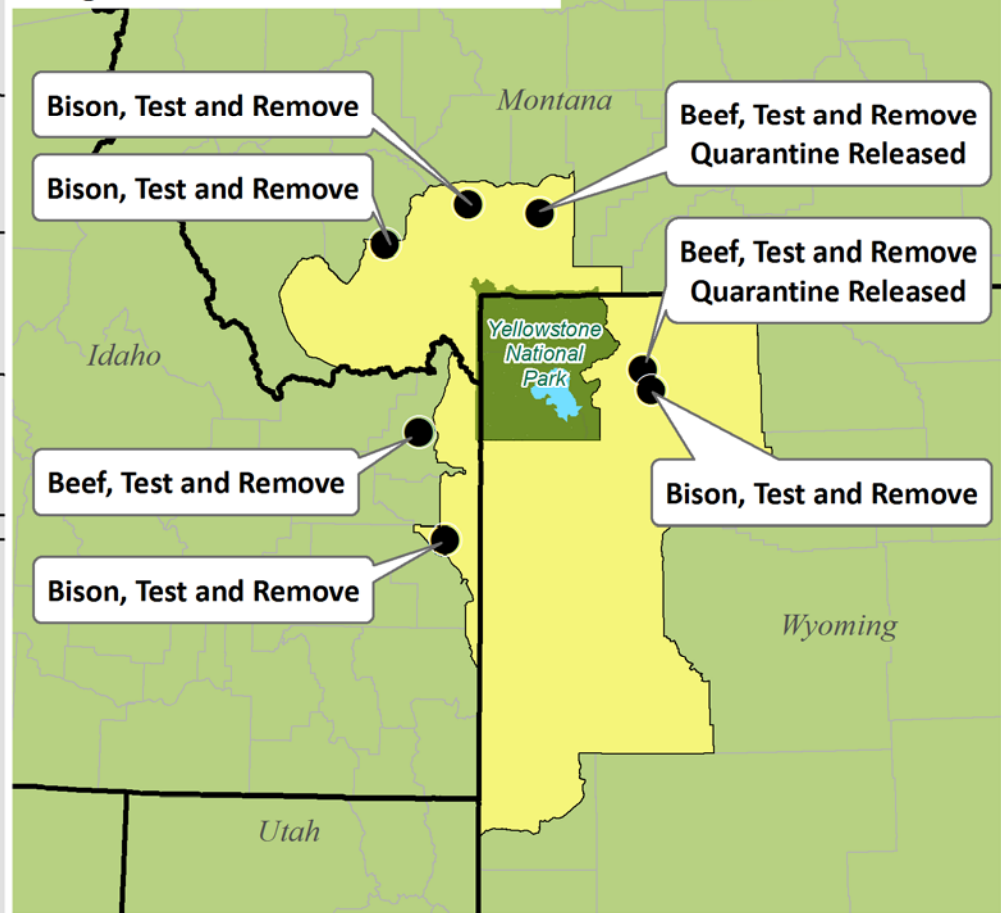 Bison, Test and Remove
Montana
Beef, Test and Remove
Quarantine Released
Bison, Test and Remove
Beef, Test and Remove
Quarantine Released
Yellowstone
National
Park
Idaho
Beef, Test and Remove
Bison, Test and Remove
Bison, Test and Remove
Wyoming
Utah